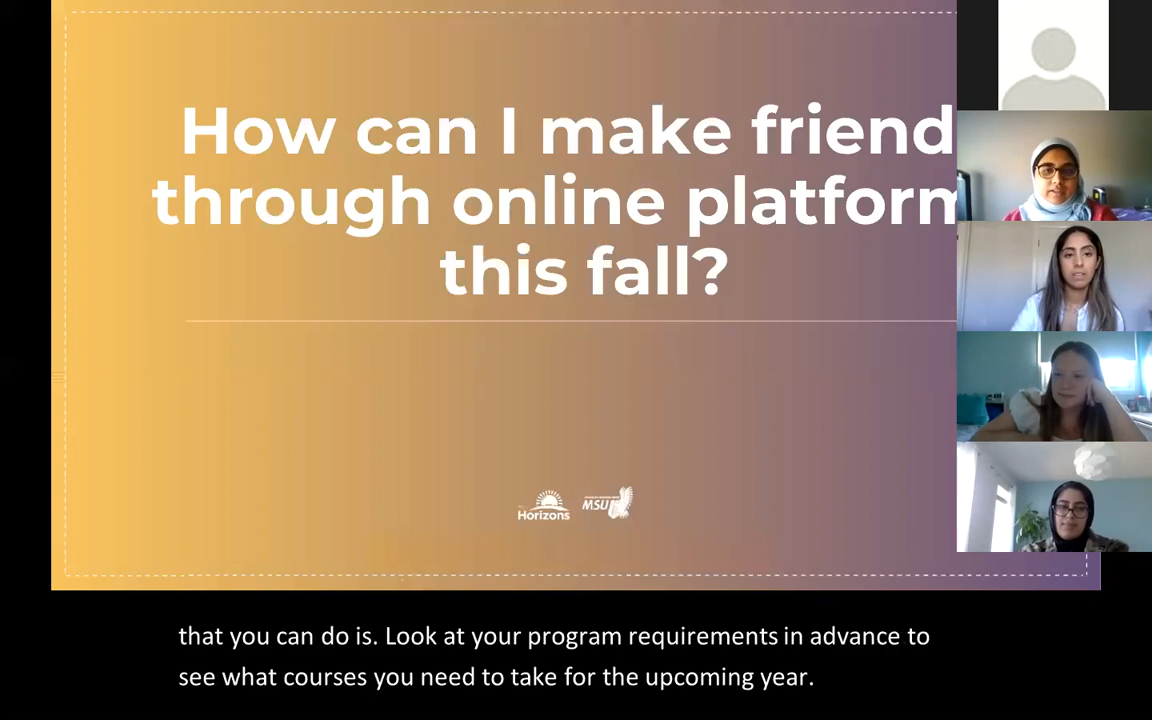 How can I make friend
through online platform
this fall?
Horizons
MSU
that you can do is. Look at your program requirements in advance to
see what courses you need to take for the upcoming year.